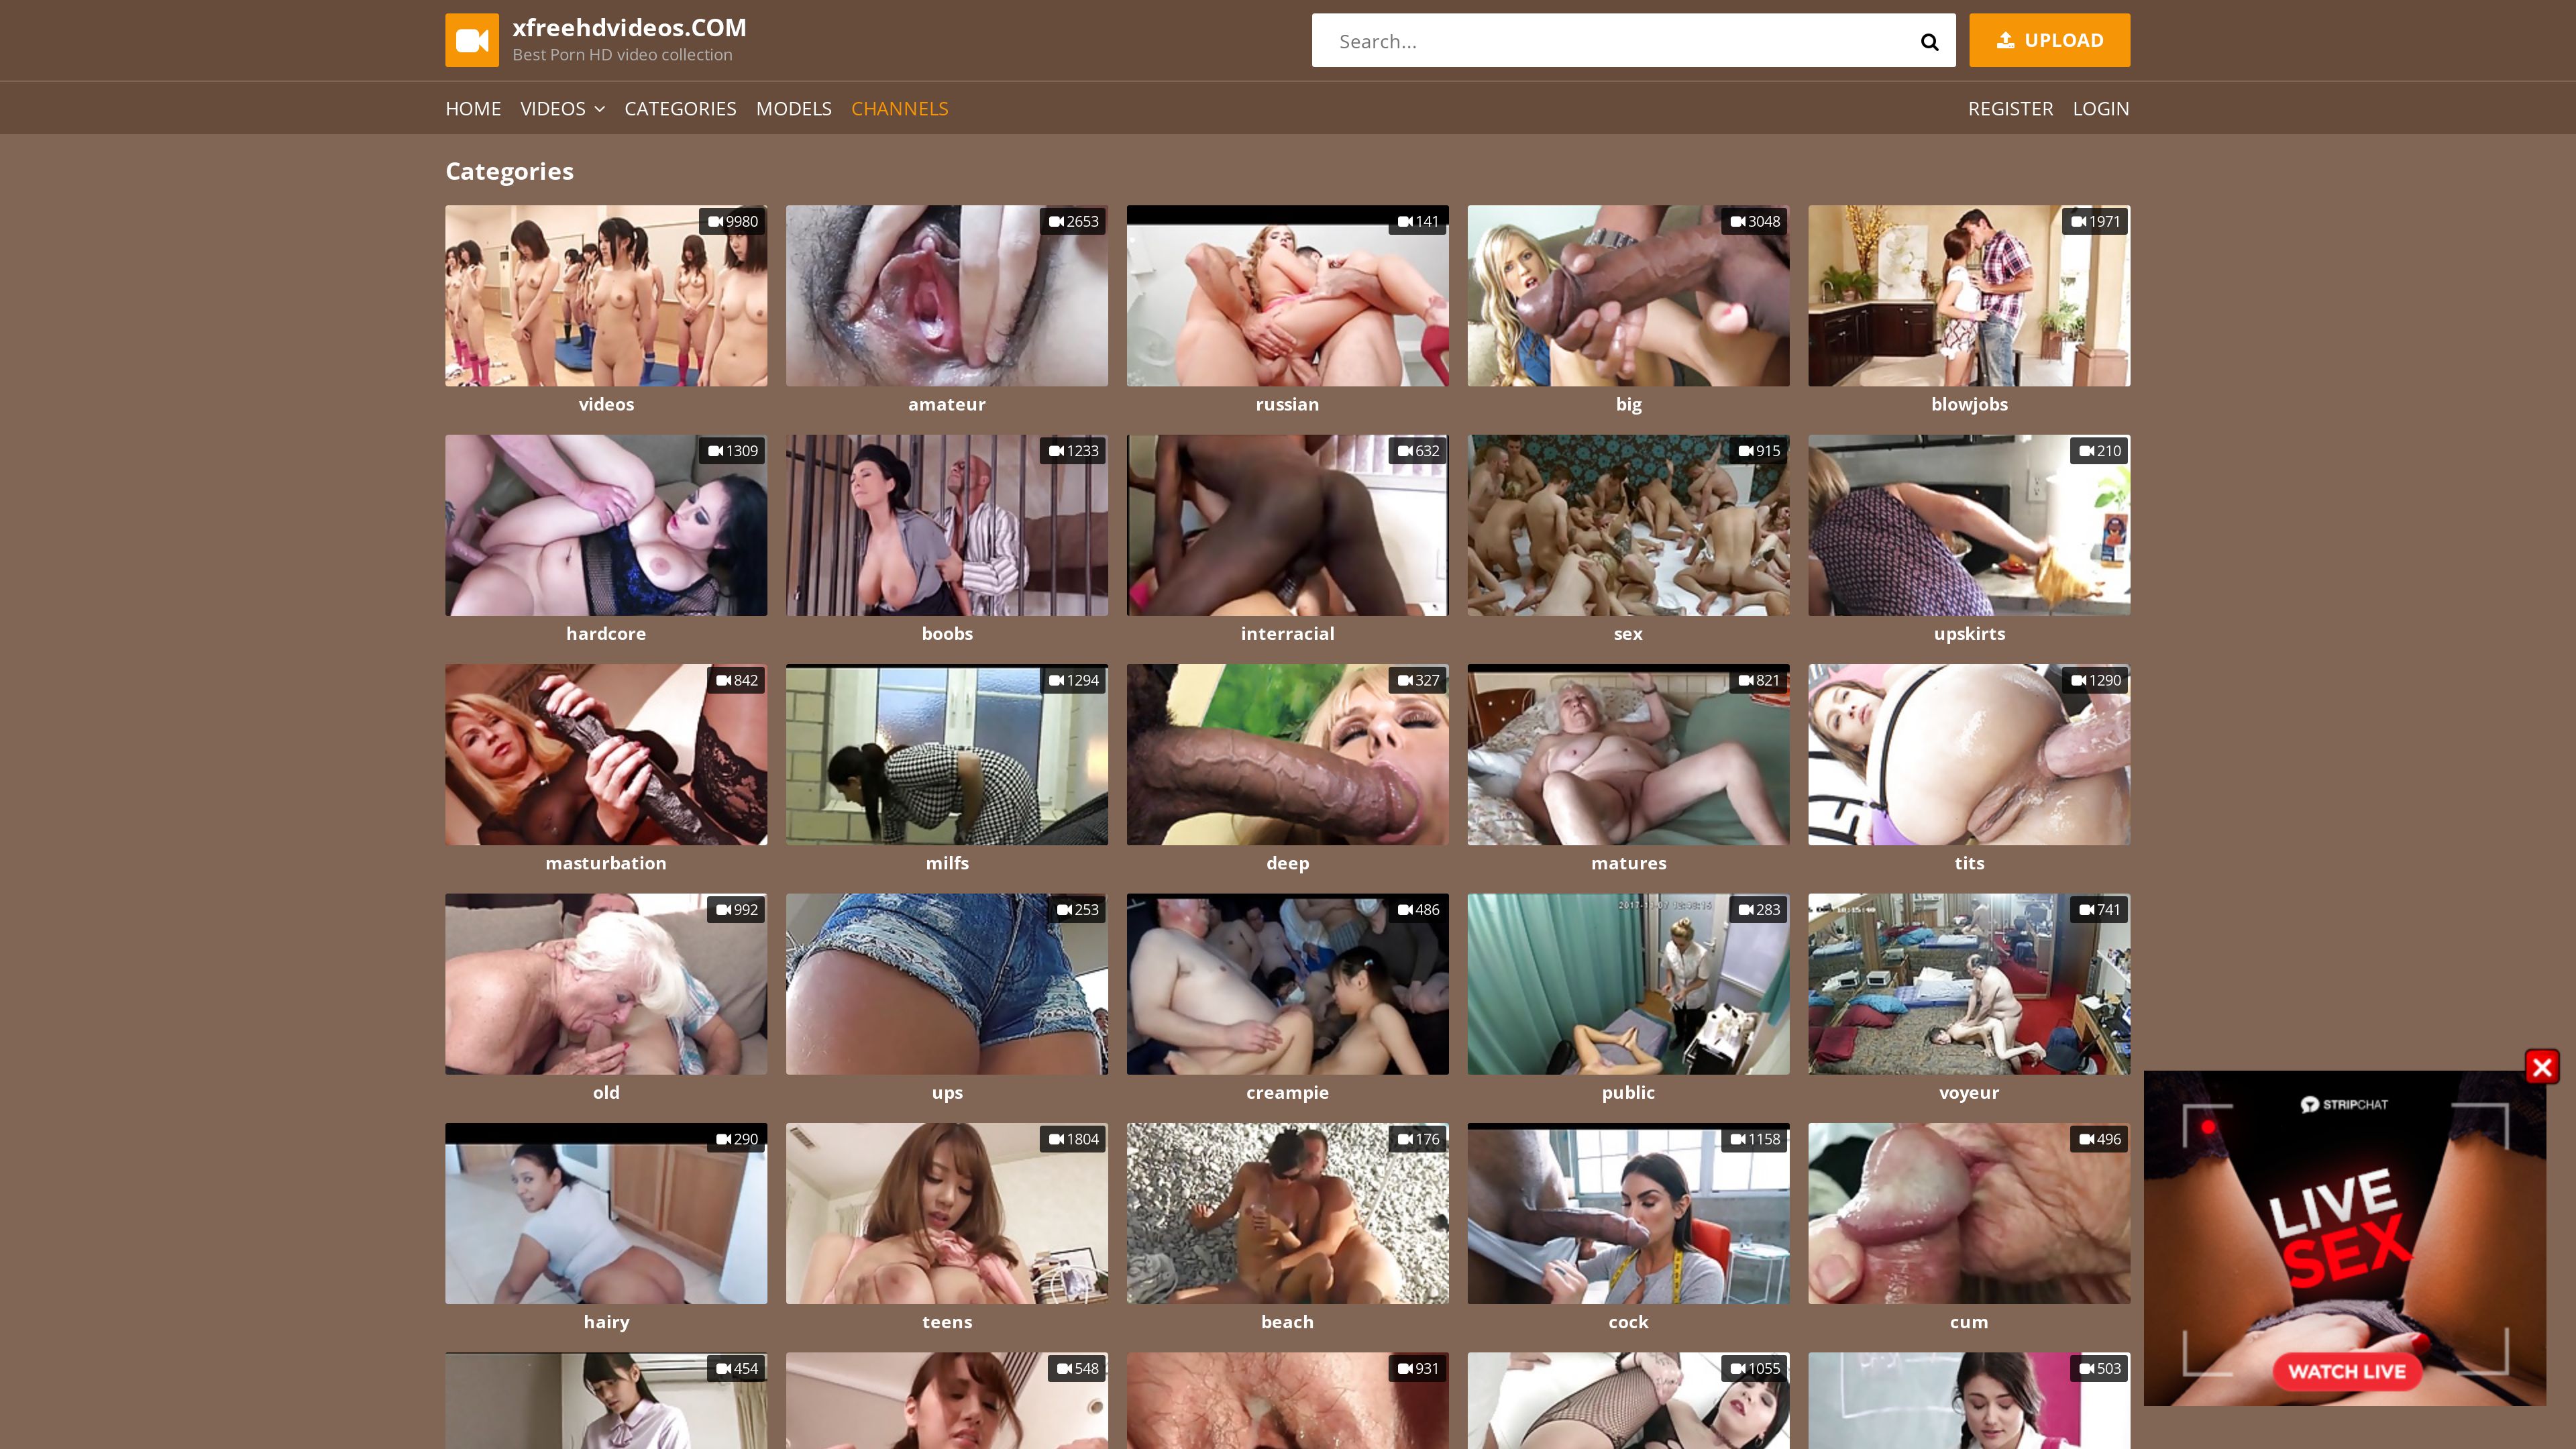 xfreehdvideos.COM
Best Porn HD video collection
Search...
UPLOAD
HOME VIDEOS CATEGORIES MODELS CHANNELS
REGISTER LOGIN
Categories
9980 2653 141 3048 1971
videos amateur russian big blowjobs
1309 1233 632 915 210
hardcore boobs interracial sex upskirts
842 1294 327 821 1290
masturbation milfs deep matures tits
992 253 486 283 741
old ups creampie public voyeur
290 1804 176 1158 496
hairy teens beach cock cum
454 548 931 1055 503
STRIPCHAT
LIVE
SEX
WATCH LIVE